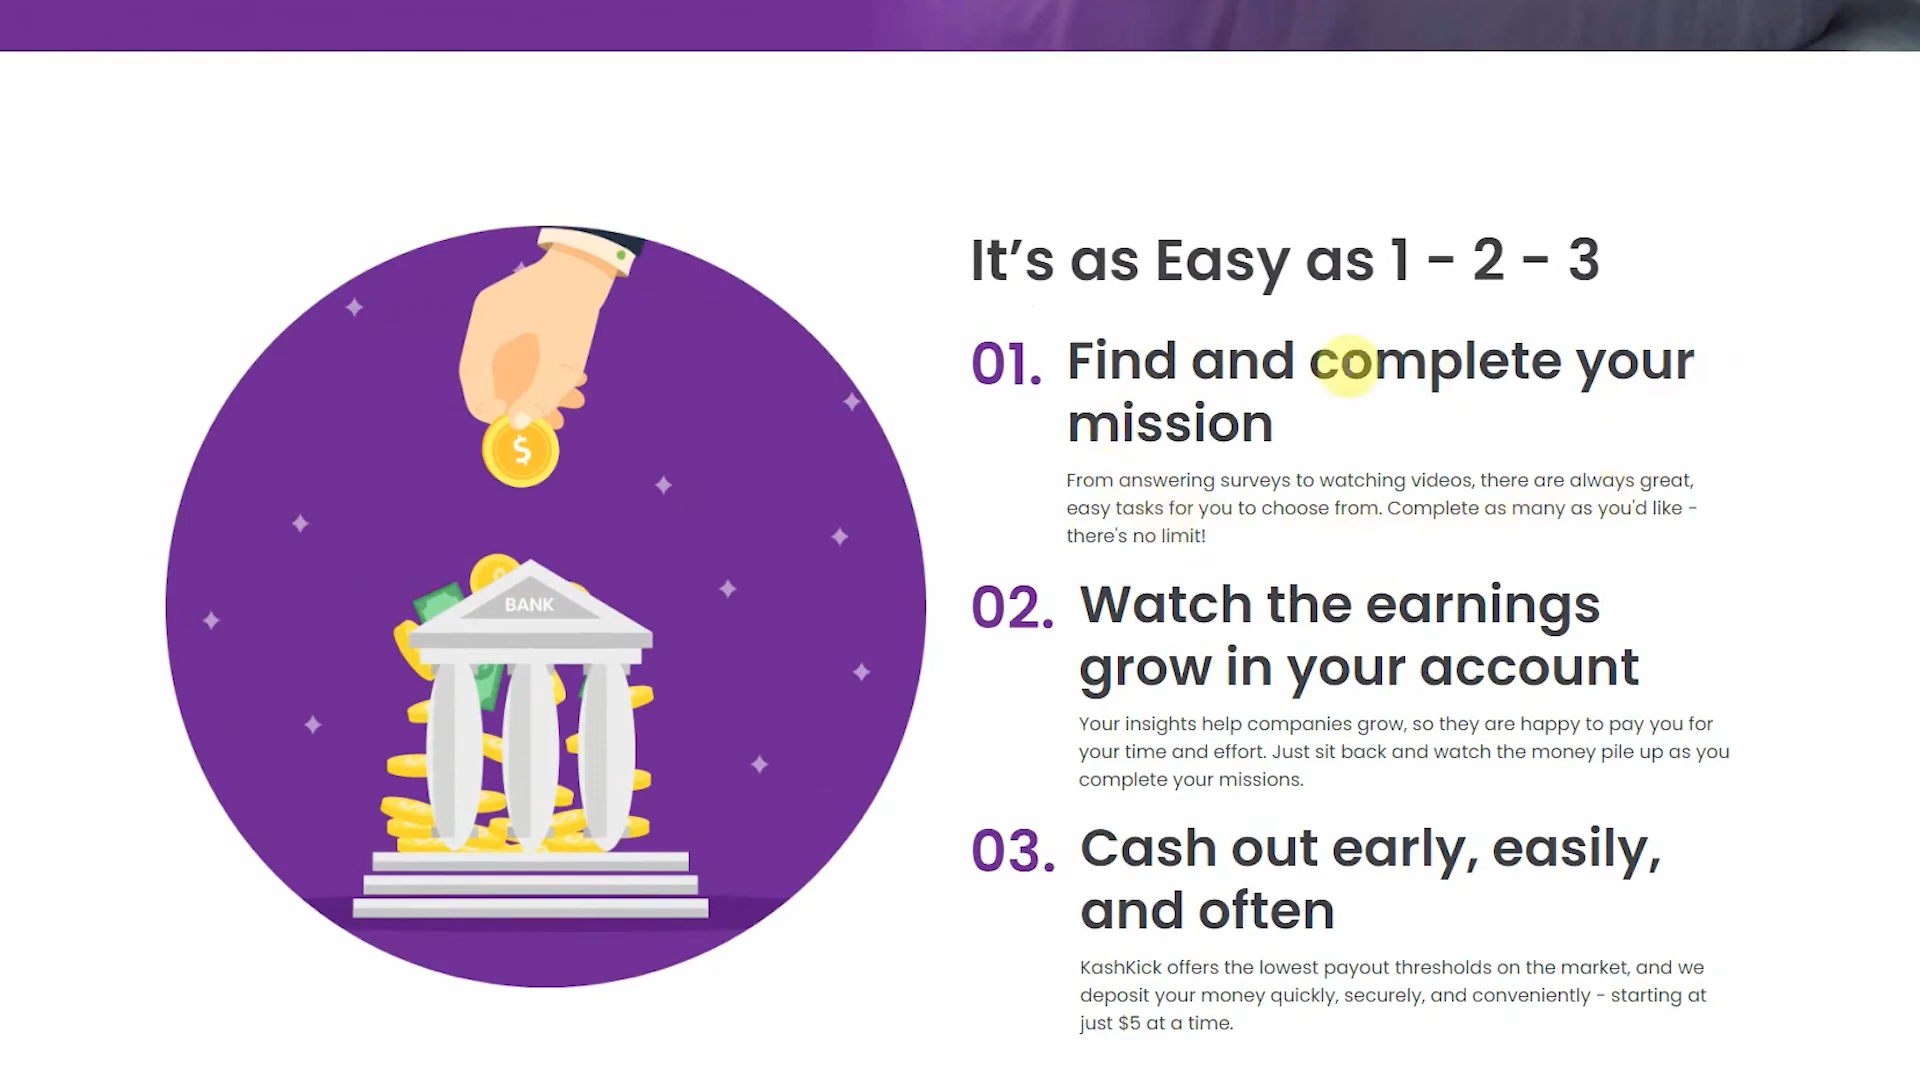 It's as Easy as 1 - 2 - 3
01. Find and complete your
mission
From answering surveys to watching videos, there are always great,
easy tasks for you to choose from. Complete as many as you'd like -
there's no limit!
02. Watch the earnings
grow in your account
Your insights help companies grow, so they are happy to pay you for
your time and effort. Just sit back and watch the money pile up as you
complete your missions.
03. Cash out early, easily,
and often
KashKick offers the lowest payout thresholds on the market, and we
deposit your money quickly, securely, and conveniently - starting at
just $5 at a time.
$
BANK